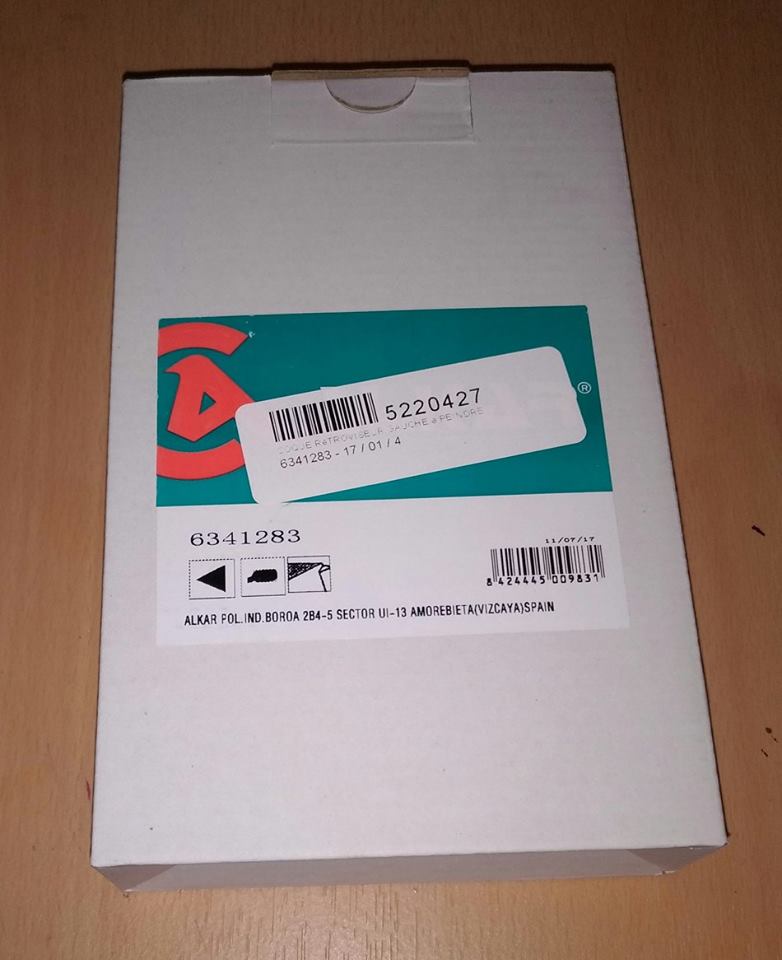 ®
5220427
COQUE RéTROVISEUR GAUCHE à PEINDRE
6341283 - 17 / 01 / 4
6341283
11/07/17
8 424445 009831
ALKAR POL.IND.BOROA 2B4-5 SECTOR UI-13 AMOREBIETA(VIZCAYA)SPAIN